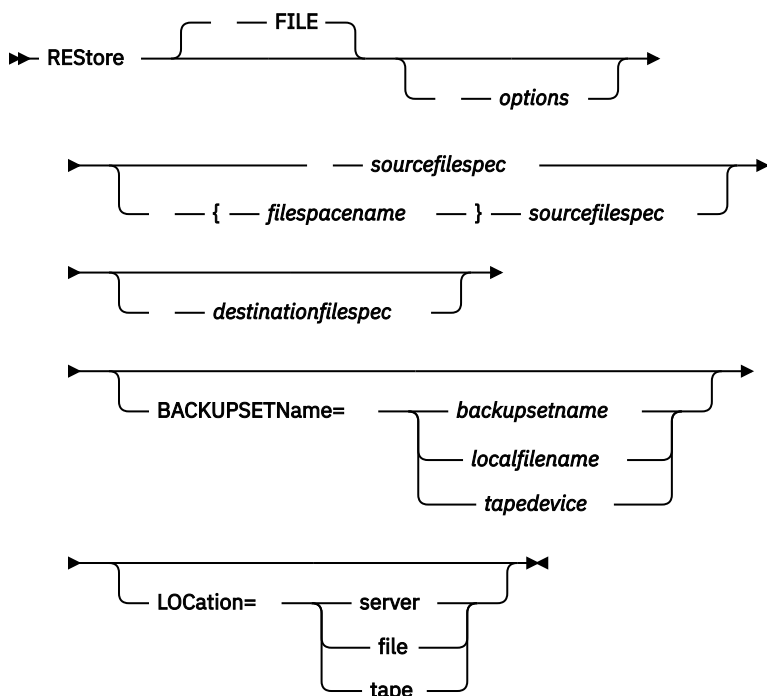 FILE
REStore
options
sourcefilespec
{ filespacename } sourcefilespec
destinationfilespec
BACKUPSETName= backupsetname
localfilename
tapedevice
LOCation= server
file
tape